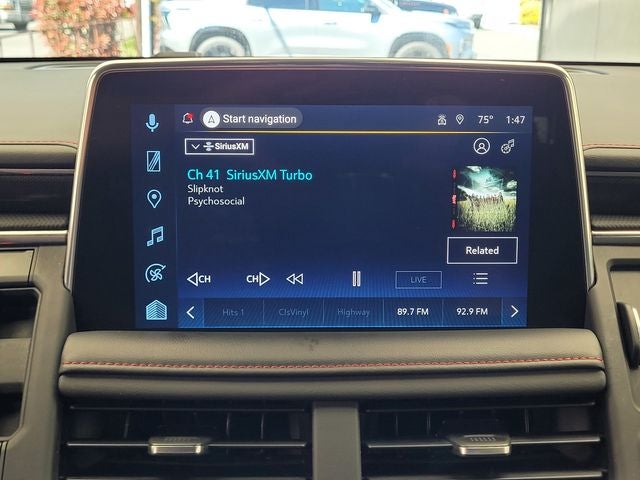 A Start navigation 75° 1:47
SiriusXM
Ch 41 SiriusXM Turbo
Slipknot
Psychosocial
Related
CH CH LIVE
Hits 1 ClsVinyl Highway 89.7 FM 92.9 FM